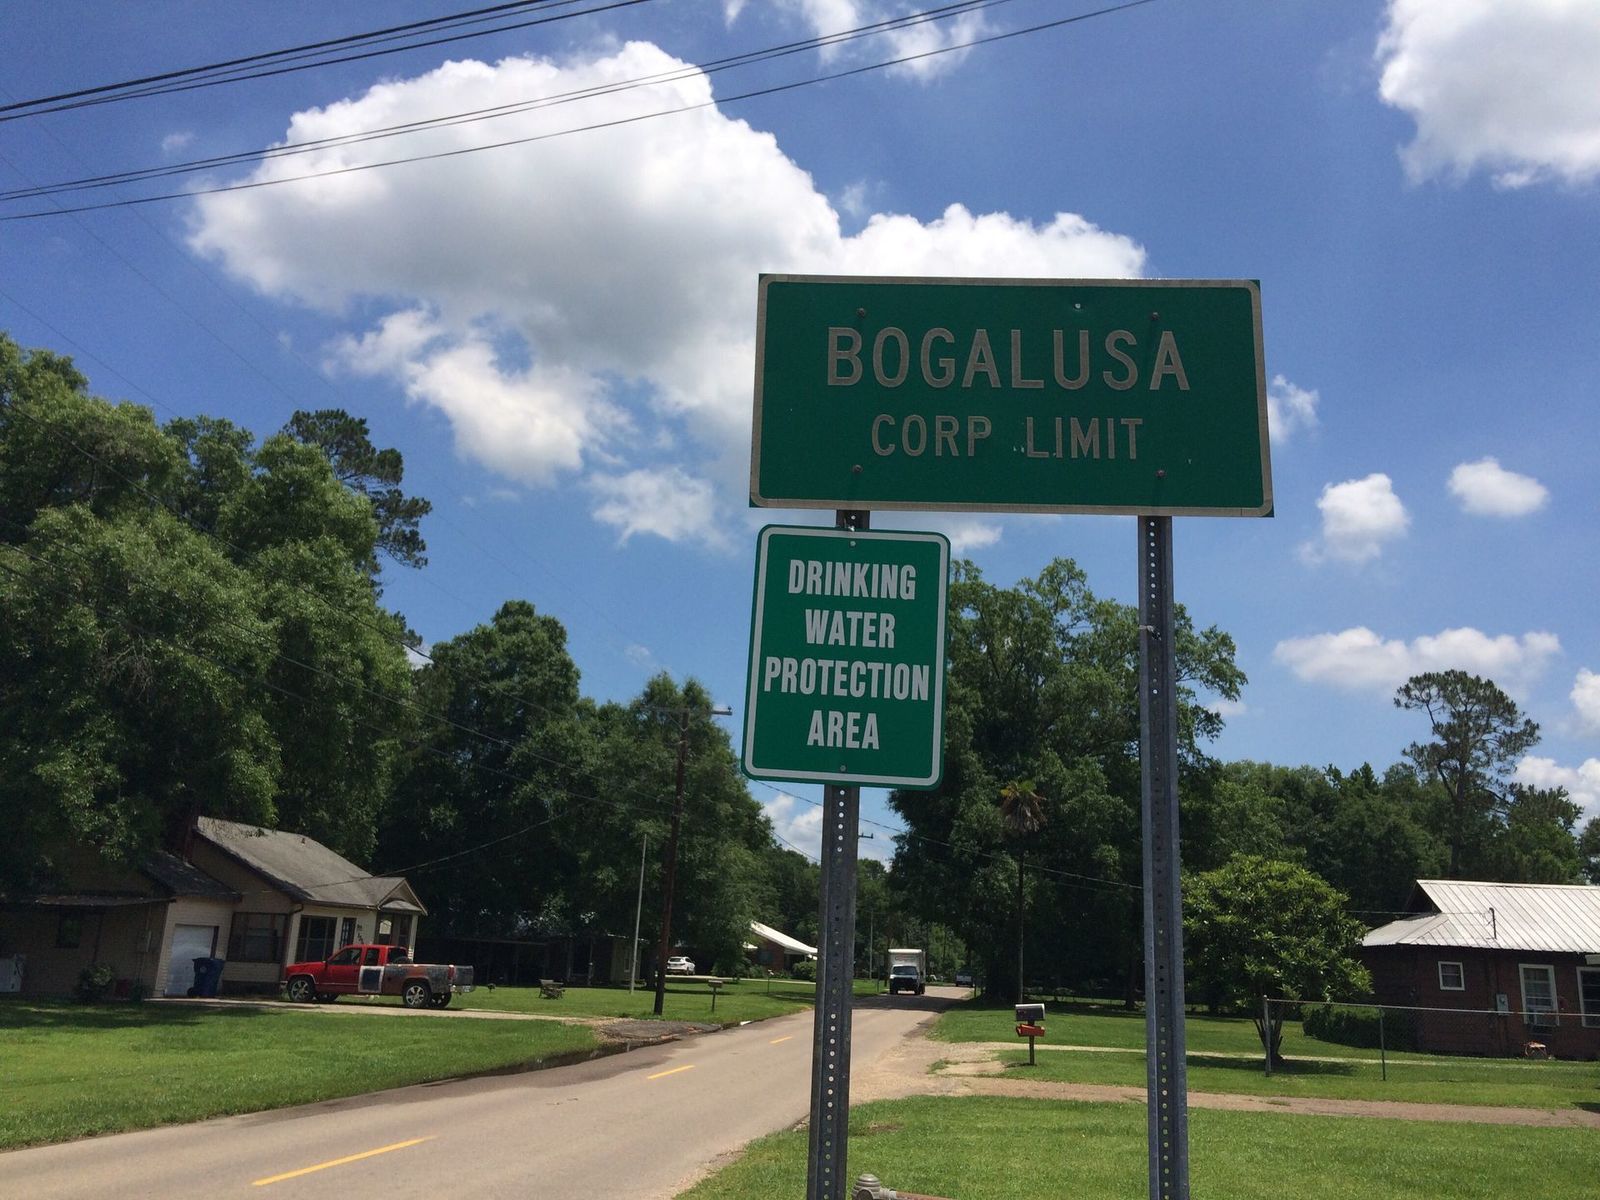 BOGALUSA
CORP LIMIT
DRINKING
WATER
PROTECTION
AREA